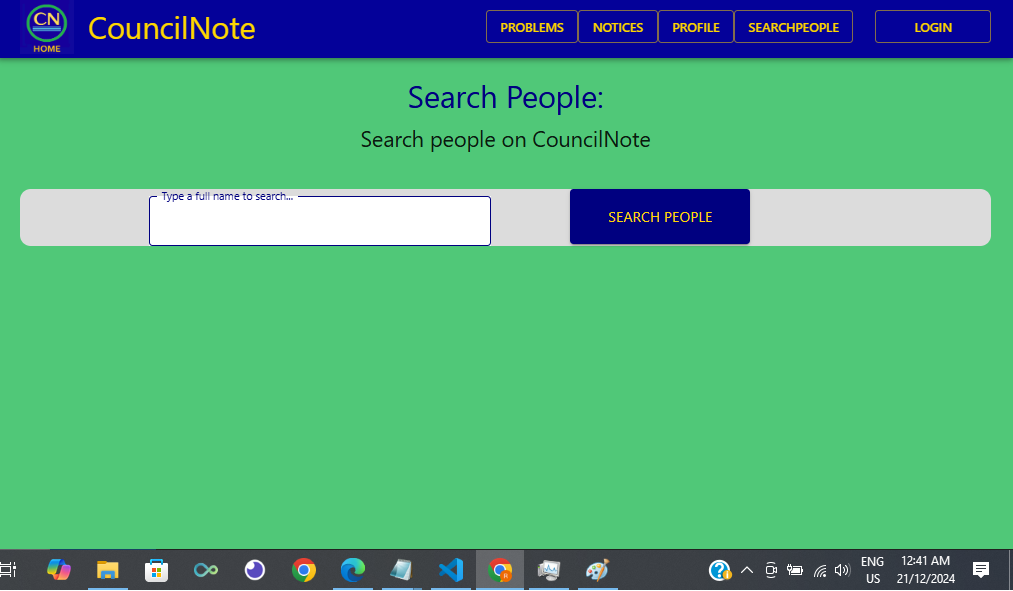 CN
HOME
CouncilNote
PROBLEMS
NOTICES
PROFILE
SEARCHPEOPLE
LOGIN
Search People:
Search people on CouncilNote
Type a full name to search...
SEARCH PEOPLE
ENG
US
12:41 AM
21/12/2024